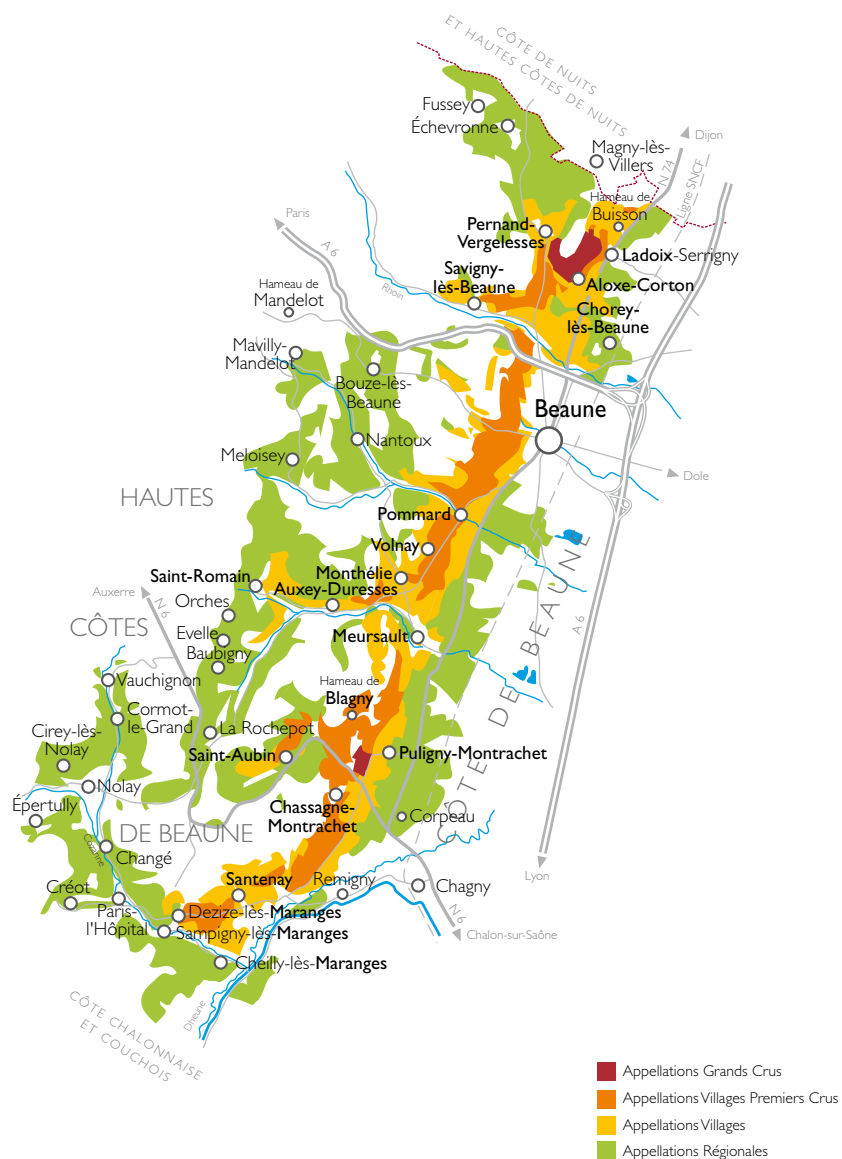 CÔTE DE NUITS
ET HAUTES CÔTES DE NUITS
Fussey
Échevronne
Dijon
Magny-lès-
Villers
N 74
Ligne SNCF
Hameau de
Buisson
Paris
A 6
Pernand-
Vergelesses
Ladoix-Serrigny
Savigny-
lès-Beaune
Aloxe-Corton
Rhoin
Hameau de
Mandelot
Chorey-
lès-Beaune
Mavilly-
Mandelot
Bouze-lès-
Beaune
Beaune
Nantoux
Meloisey
Dole
HAUTES
Pommard
Volnay
Saint-Romain
Monthélie
Auxey-Duresses
Auxerre
N 6
Orches
CÔTES
Evelle
Baubigny
Meursault
A 6
CÔTE DE BEAUNE
Vauchignon
Hameau de
Blagny
Cormot-
le-Grand
La Rochepot
Cirey-lès-
Nolay
Saint-Aubin
Puligny-Montrachet
Nolay
Épertully
Chassagne-
Montrachet
Corpeau
DE BEAUNE
Cozanne
Changé
Lyon
Santenay
Remigny
Chagny
Créot
Paris-
l'Hôpital
Dezize-lès-Maranges
N 6
Sampigny-lès-Maranges
Chalon-sur-Saône
Cheilly-lès-Maranges
Dheune
CÔTE CHALONNAISE
ET COUCHOIS
Appellations Grands Crus
Appellations Villages Premiers Crus
Appellations Villages
Appellations Régionales